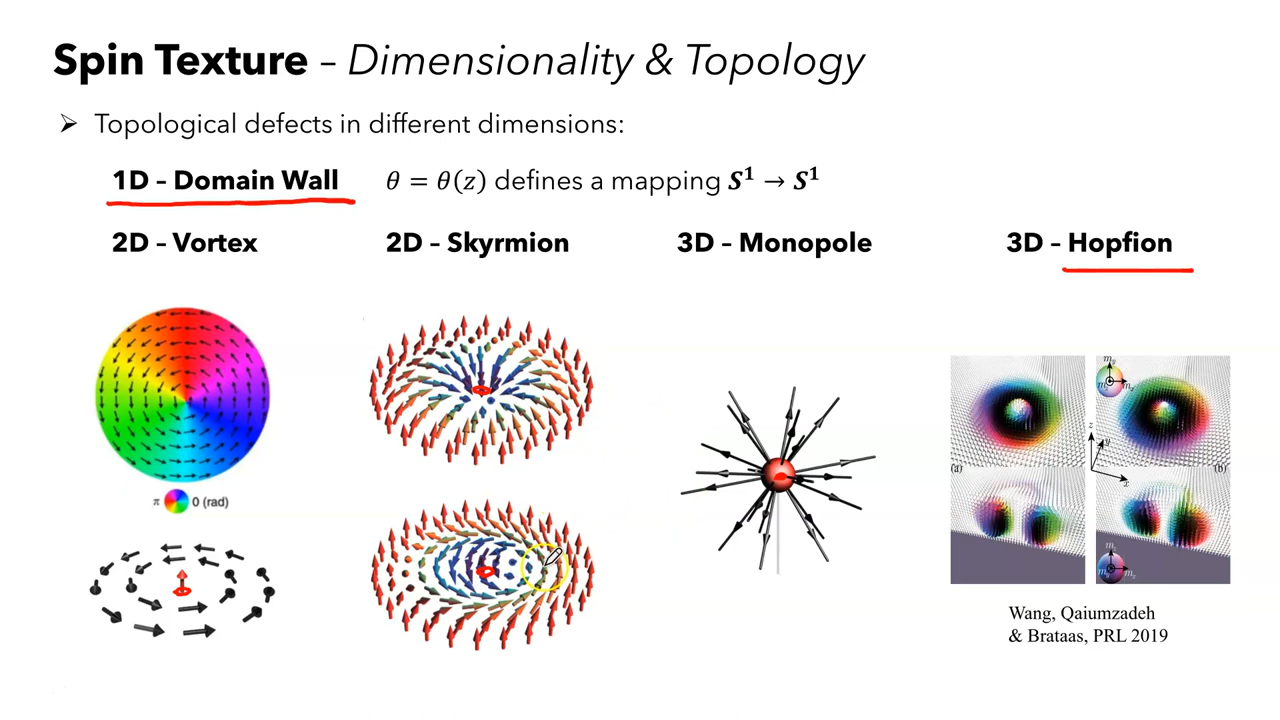 Spin Texture – Dimensionality & Topology
➢ Topological defects in different dimensions:
1D – Domain Wall θ = θ(z) defines a mapping S¹ → S¹
2D – Vortex 2D – Skyrmion 3D – Monopole 3D – Hopfion
π 0 (rad)
(a) (b)
z y x
Wang, Qaiumzadeh
& Brataas, PRL 2019